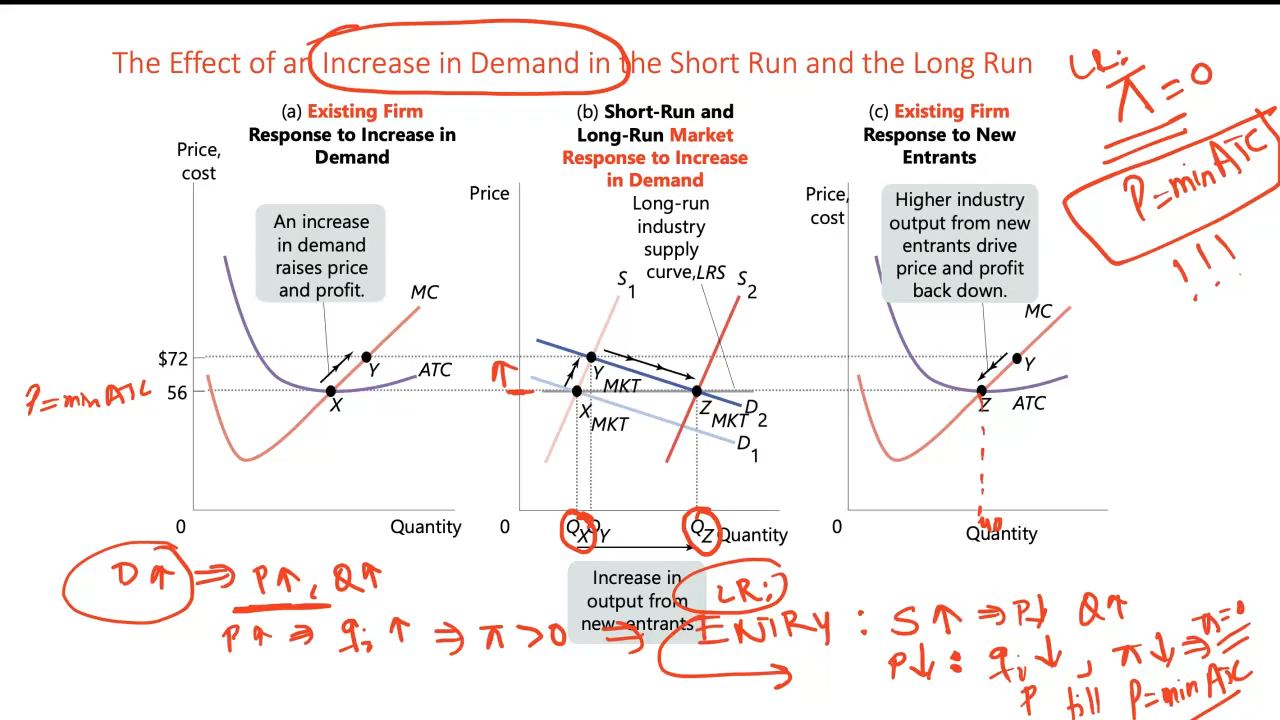 The Effect of an Increase in Demand in the Short Run and the Long Run
LR:
π = 0
P = min ATC
!!!
(a) Existing Firm
Response to Increase in
Demand
Price,
cost
An increase
in demand
raises price
and profit.
MC
$72
Y
ATC
56
X
P = min ATC
0
Quantity
(b) Short-Run and
Long-Run Market
Response to Increase
in Demand
Price
Long-run
industry
supply
curve, LRS
S1
S2
↑
Y MKT
X MKT
Z MKT
D2
D1
0
QX
QY
QZ
Quantity
Increase in
output from
new entrants
(c) Existing Firm
Response to New
Entrants
Price,
cost
Higher industry
output from new
entrants drive
price and profit
back down.
MC
Y
Z
ATC
0
40
Quantity
D↑ ⇒ P↑, Q↑
LR:
P↑ ⇒ qi ↑ ⇒ π > 0 ⇒ ENTRY : S↑ ⇒ P↓ Q↑
P↓ : qi ↓, π↓ ⇒ π=0
P till P = min ATC